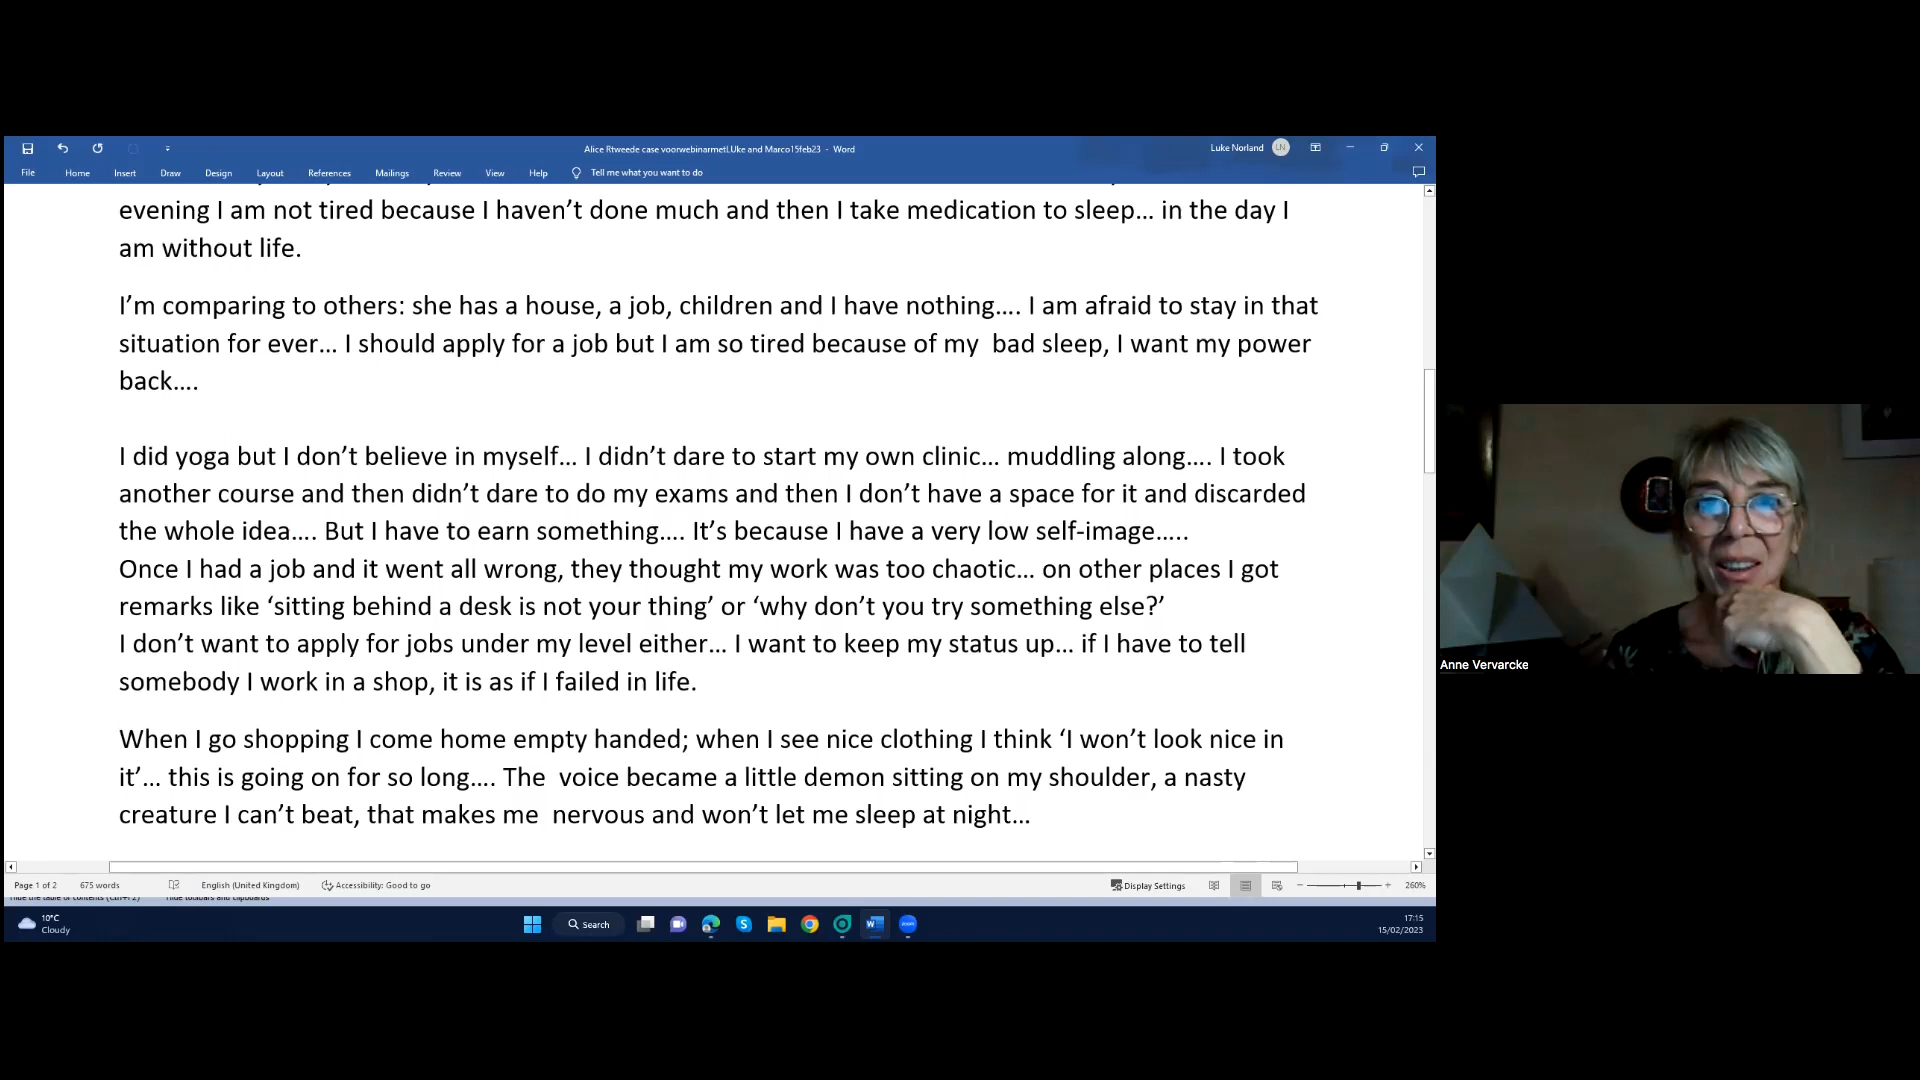 Alice Rtweede case voorwebinarmetLUke and Marco15feb23 - Word
Luke Norland
LN
File Home Insert Draw Design Layout References Mailings Review View Help Tell me what you want to do
evening I am not tired because I haven’t done much and then I take medication to sleep… in the day I
am without life.
I’m comparing to others: she has a house, a job, children and I have nothing…. I am afraid to stay in that
situation for ever… I should apply for a job but I am so tired because of my  bad sleep, I want my power
back….
I did yoga but I don’t believe in myself… I didn’t dare to start my own clinic… muddling along…. I took
another course and then didn’t dare to do my exams and then I don’t have a space for it and discarded
the whole idea…. But I have to earn something…. It’s because I have a very low self-image…..
Once I had a job and it went all wrong, they thought my work was too chaotic… on other places I got
remarks like ‘sitting behind a desk is not your thing’ or ‘why don’t you try something else?’
I don’t want to apply for jobs under my level either… I want to keep my status up… if I have to tell
somebody I work in a shop, it is as if I failed in life.
When I go shopping I come home empty handed; when I see nice clothing I think ‘I won’t look nice in
it’… this is going on for so long…. The  voice became a little demon sitting on my shoulder, a nasty
creature I can’t beat, that makes me  nervous and won’t let me sleep at night…
Anne Vervarcke
Page 1 of 2 675 words English (United Kingdom) Accessibility: Good to go Display Settings 260%
10°C
Cloudy
Search
zoom
17:15
15/02/2023